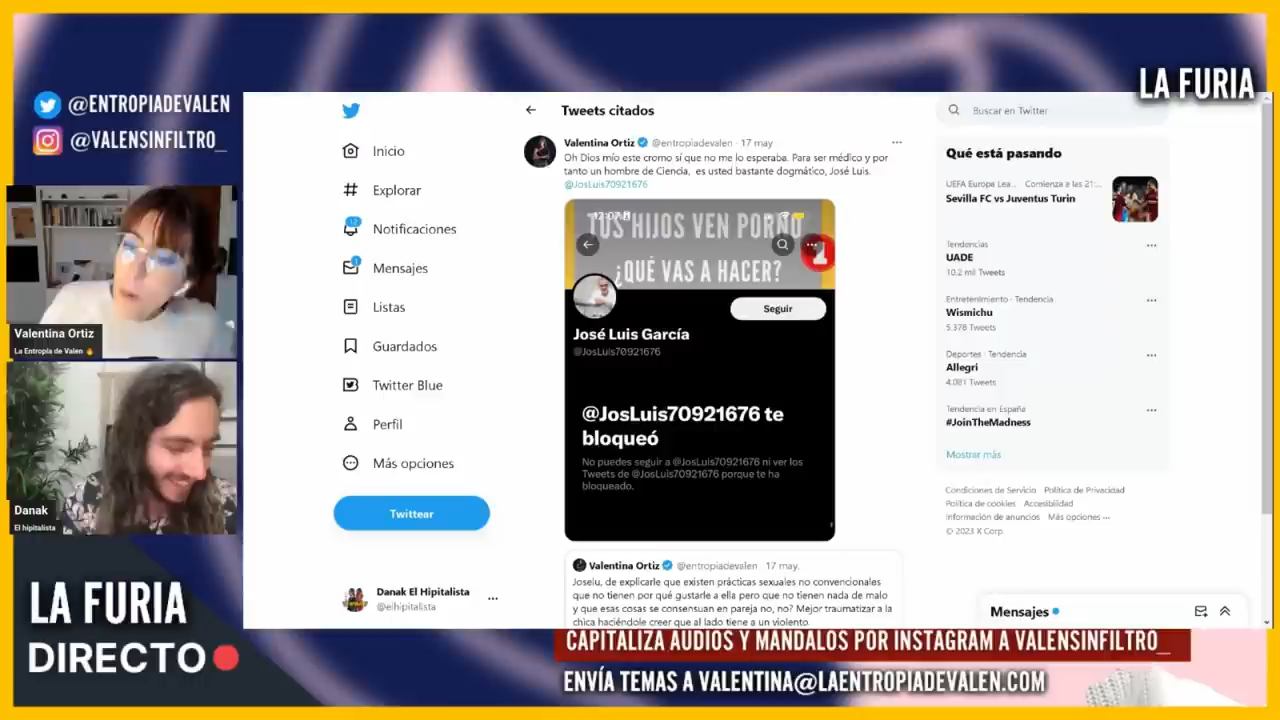 LA FURIA
@ENTROPIADEVALEN
@VALENSINFILTRO_
Valentina Ortiz
La Entropía de Valen
Danak
El hipitalista
LA FURIA
DIRECTO
Inicio
Explorar
12
Notificaciones
1
Mensajes
Listas
Guardados
Twitter Blue
Perfil
Más opciones
Twittear
Danak El Hipitalista
@elhipitalista
Tweets citados
Valentina Ortiz @entropiadevalen · 17 may
Oh Dios mío este cromo sí que no me lo esperaba. Para ser médico y por
tanto un hombre de Ciencia, es usted bastante dogmático, José Luis.
@JosLuis70921676
12:07
TUS HIJOS VEN PORNO
¿QUÉ VAS A HACER?
Seguir
José Luis García
@JosLuis70921676
@JosLuis70921676 te
bloqueó
No puedes seguir a @JosLuis70921676 ni ver los
Tweets de @JosLuis70921676 porque te ha
bloqueado.
Valentina Ortiz @entropiadevalen · 17 may.
Joselu, de explicarle que existen prácticas sexuales no convencionales
que no tienen por qué gustarle a ella pero que no tienen nada de malo
y que esas cosas se consensuan en pareja no, no? Mejor traumatizar a la
chica haciéndole creer que al lado tiene a un violento.
Buscar en Twitter
Qué está pasando
UEFA Europa Lea... Comienza a las 21:...
Sevilla FC vs Juventus Turin
Tendencias
UADE
10.2 mil Tweets
Entretenimiento · Tendencia
Wismichu
5.378 Tweets
Deportes · Tendencia
Allegri
4.081 Tweets
Tendencia en España
#JoinTheMadness
Mostrar más
Condiciones de Servicio Política de Privacidad
Política de cookies Accesibilidad
Información de anuncios Más opciones ···
© 2023 X Corp.
Mensajes
CAPITALIZA AUDIOS Y MÁNDALOS POR INSTAGRAM A VALENSINFILTRO_
ENVÍA TEMAS A VALENTINA@LAENTROPIADEVALEN.COM